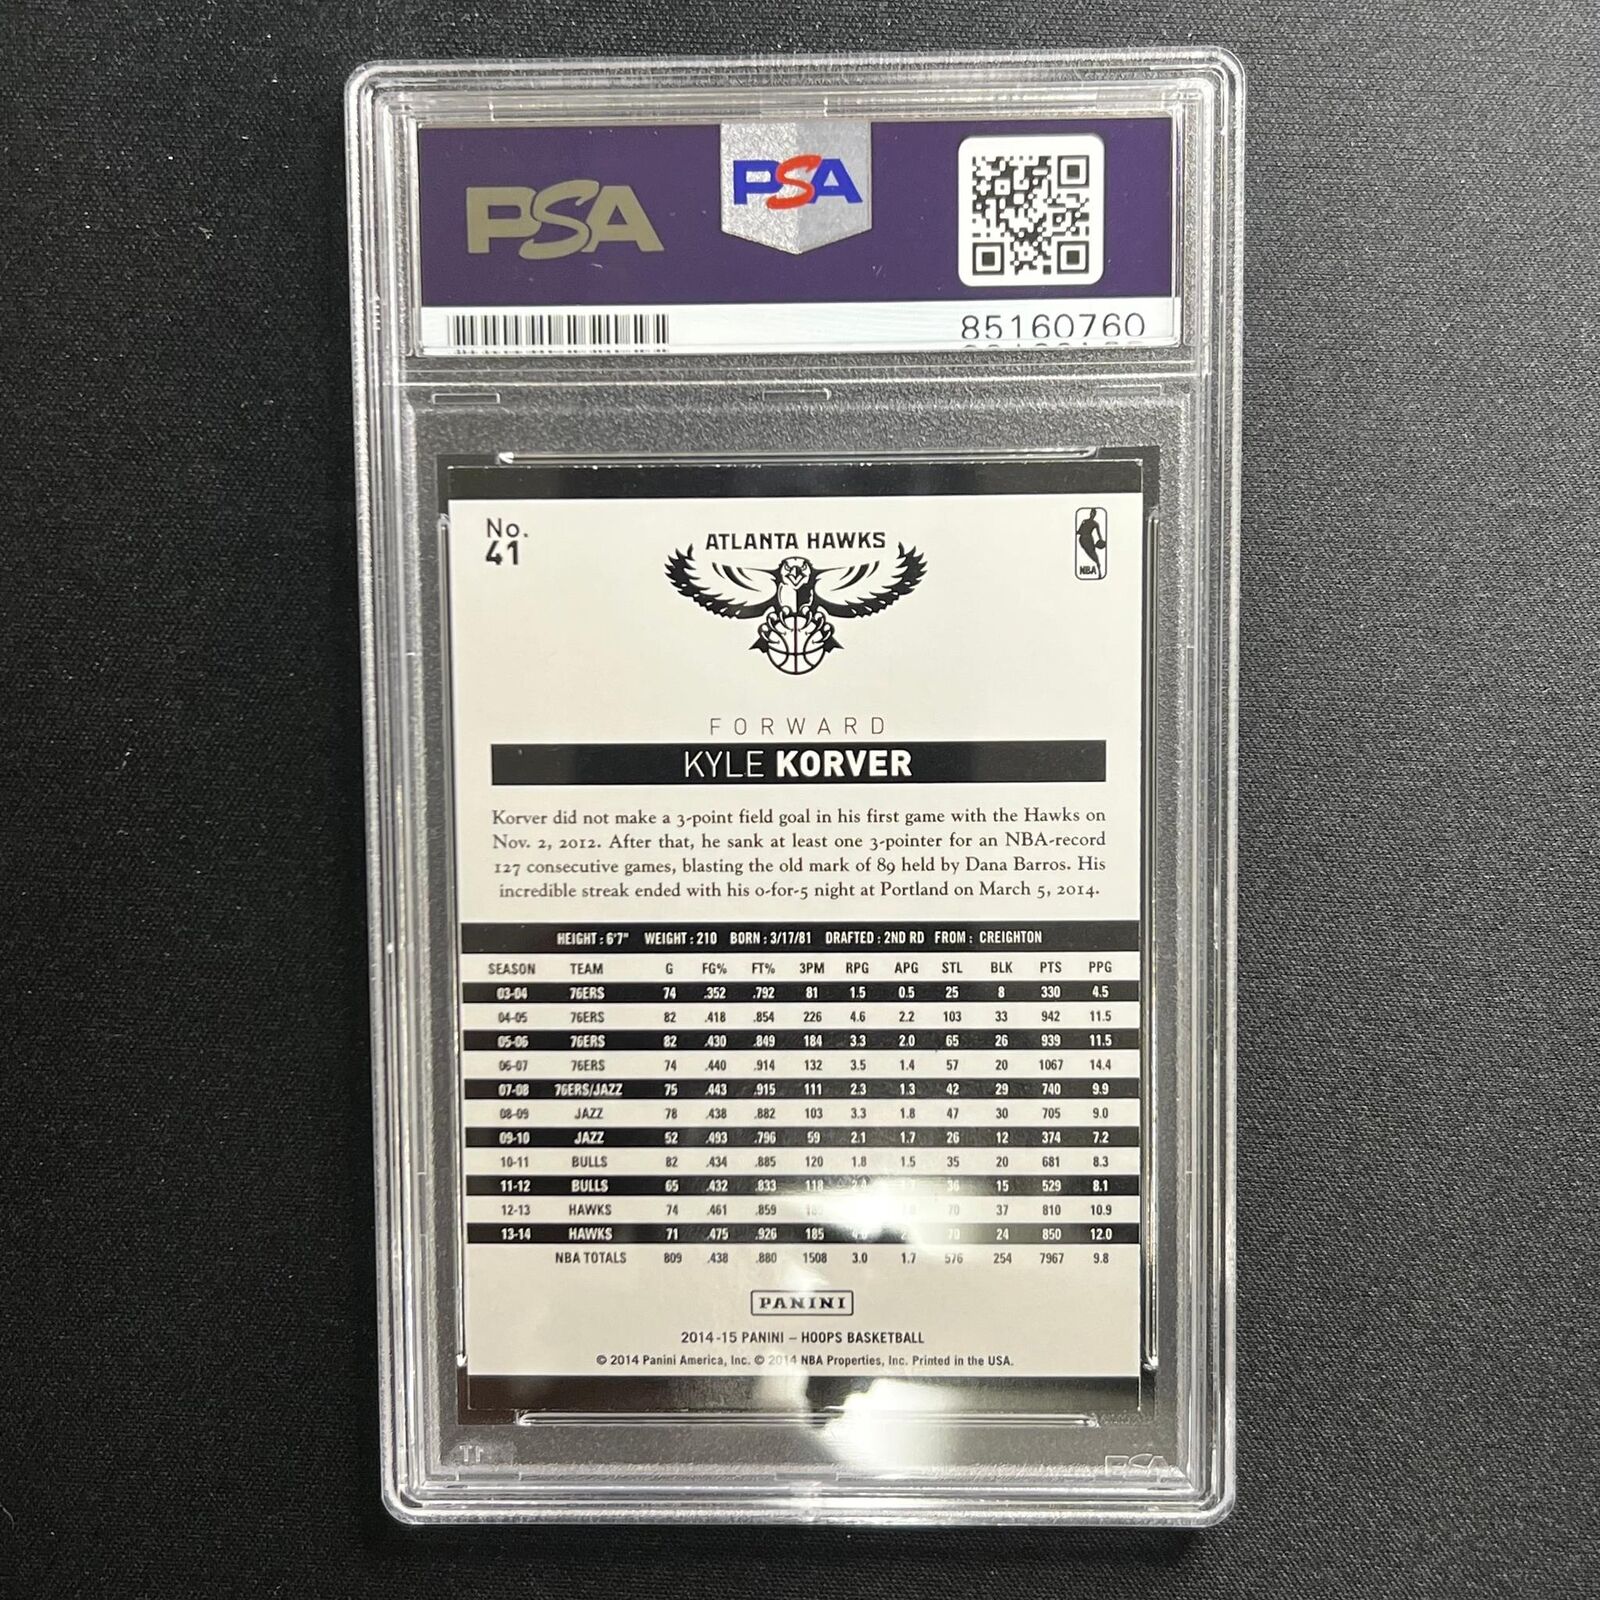 PSA
PSA
85160760
No.
41
ATLANTA HAWKS
NBA
FORWARD
KYLE KORVER
Korver did not make a 3-point field goal in his first game with the Hawks on
Nov. 2, 2012. After that, he sank at least one 3-pointer for an NBA-record
127 consecutive games, blasting the old mark of 89 held by Dana Barros. His
incredible streak ended with his 0-for-5 night at Portland on March 5, 2014.
HEIGHT : 6'7" WEIGHT : 210 BORN : 3/17/81 DRAFTED : 2ND RD FROM : CREIGHTON
SEASON TEAM G FG% FT% 3PM RPG APG STL BLK PTS PPG
03-04 76ERS 74 .352 .792 81 1.5 0.5 25 8 330 4.5
04-05 76ERS 82 .418 .854 226 4.6 2.2 103 33 942 11.5
05-06 76ERS 82 .430 .849 184 3.3 2.0 65 26 939 11.5
06-07 76ERS 74 .440 .914 132 3.5 1.4 57 20 1067 14.4
07-08 76ERS/JAZZ 75 .443 .915 111 2.3 1.3 42 29 740 9.9
08-09 JAZZ 78 .438 .882 103 3.3 1.8 47 30 705 9.0
09-10 JAZZ 52 .493 .796 59 2.1 1.7 26 12 374 7.2
10-11 BULLS 82 .434 .885 120 1.8 1.5 35 20 681 8.3
11-12 BULLS 65 .432 .833 118 36 15 529 8.1
12-13 HAWKS 74 .461 .859 70 37 810 10.9
13-14 HAWKS 71 .475 .926 185 70 24 850 12.0
NBA TOTALS 809 .438 .880 1508 3.0 1.7 576 254 7967 9.8
PANINI
2014-15 PANINI – HOOPS BASKETBALL
© 2014 Panini America, Inc. © 2014 NBA Properties, Inc. Printed in the USA.
PSA